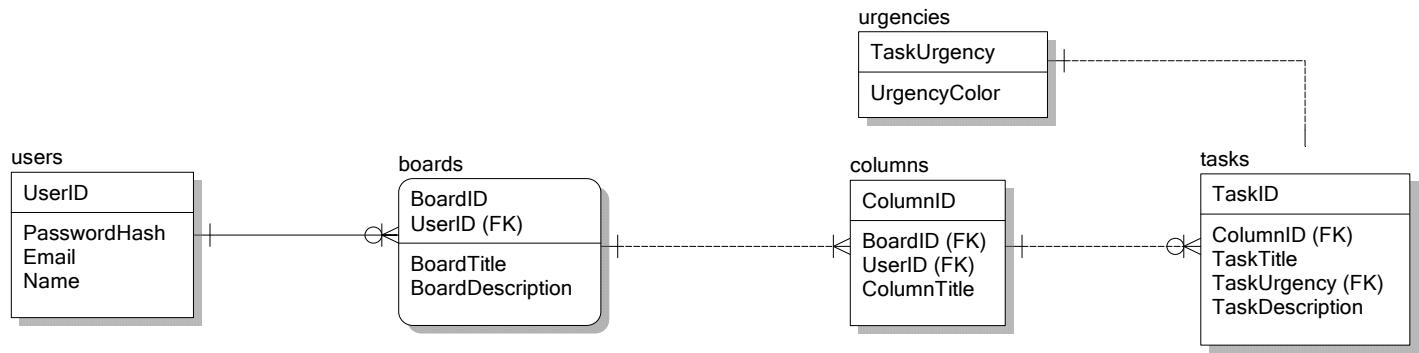 urgencies
TaskUrgency
UrgencyColor
users
UserID
PasswordHash
Email
Name
boards
BoardID
UserID (FK)
BoardTitle
BoardDescription
columns
ColumnID
BoardID (FK)
UserID (FK)
ColumnTitle
tasks
TaskID
ColumnID (FK)
TaskTitle
TaskUrgency (FK)
TaskDescription